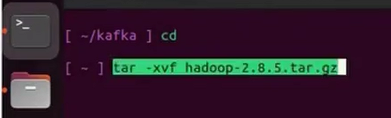 >_
[ ~/kafka ] cd
[ ~ ] tar -xvf hadoop-2.8.5.tar.gz